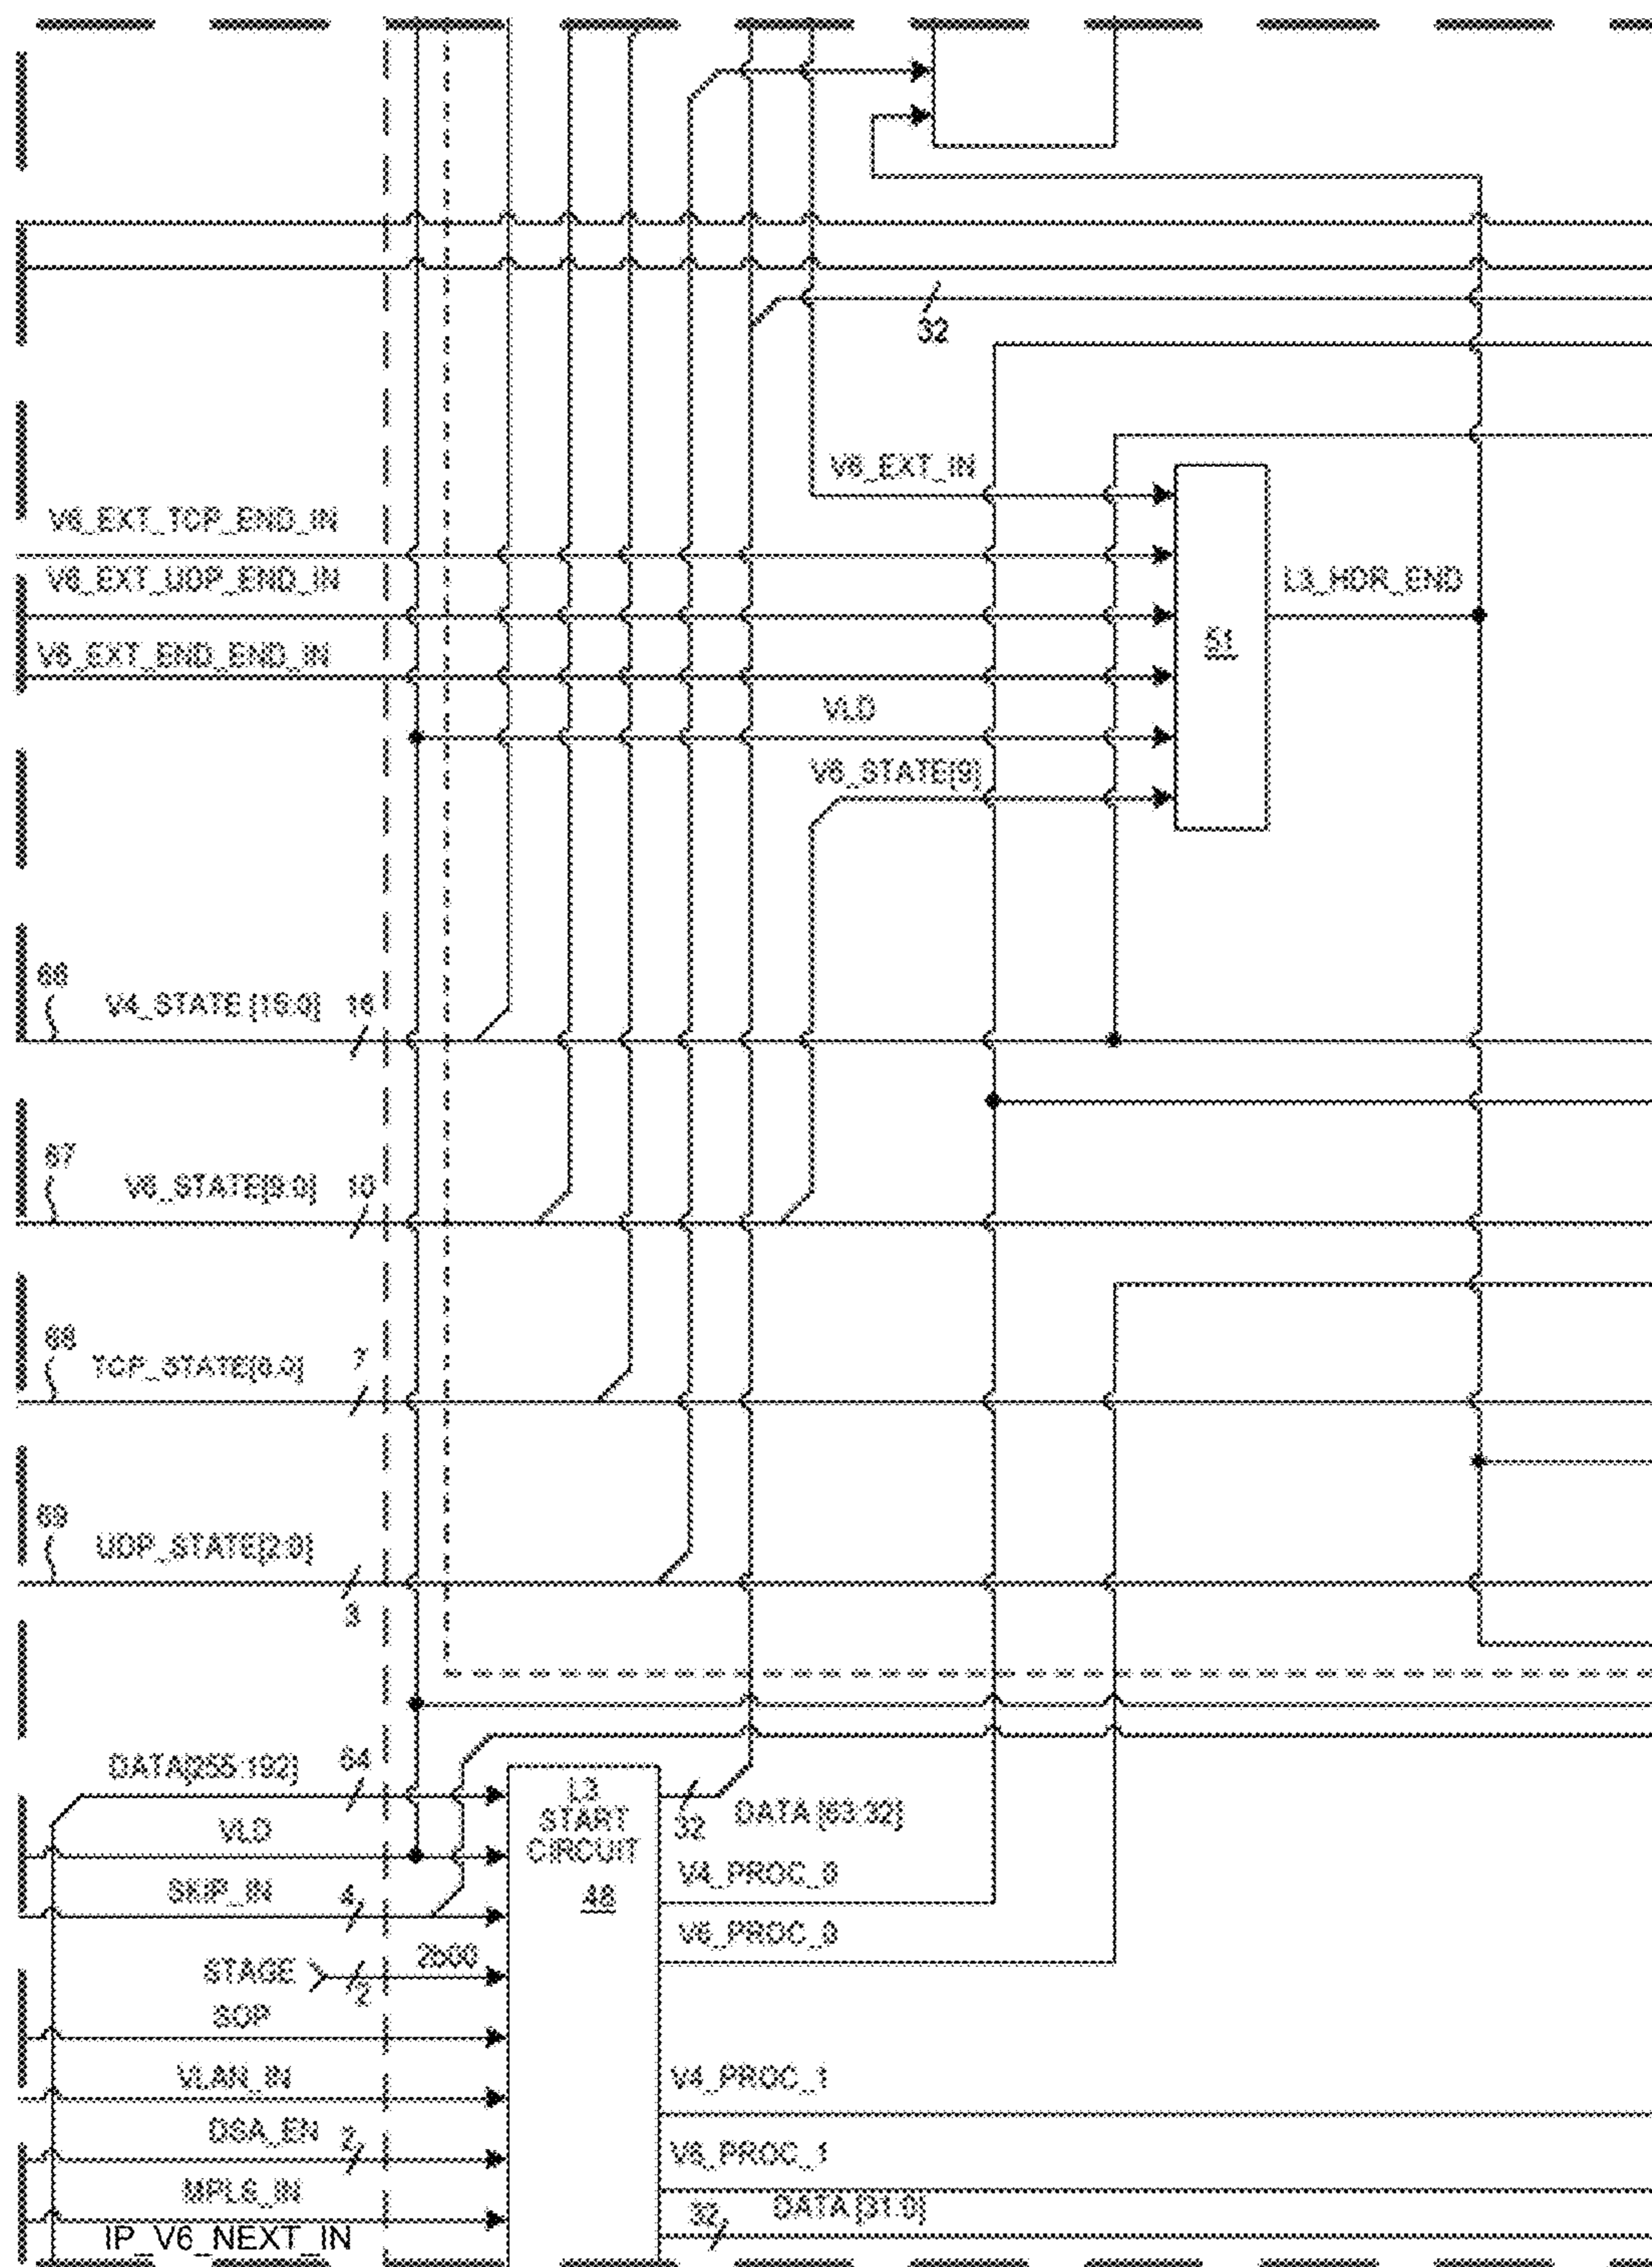 32
V6_EXT_IN
V6_EXT_TCP_END_IN
V6_EXT_UDP_END_IN
L3_HDR_END
51
V6_EXT_END_END_IN
VLD
V6_STATE[9]
66
V4_STATE [15:0] 16
67
V6_STATE[9:0] 10
68
TCP_STATE[6:0] 7
69
UDP_STATE[2:0]
3
DATA[255:192] 64
L3
START
CIRCUIT
48
32 DATA [63:32]
VLD
V4_PROC_0
SKIP_IN 4
V6_PROC_0
STAGE 2 2b00
SOP
VLAN_IN
V4_PROC_1
DSA_EN 2
V6_PROC_1
MPLS_IN
32 DATA [31:0]
IP_V6_NEXT_IN